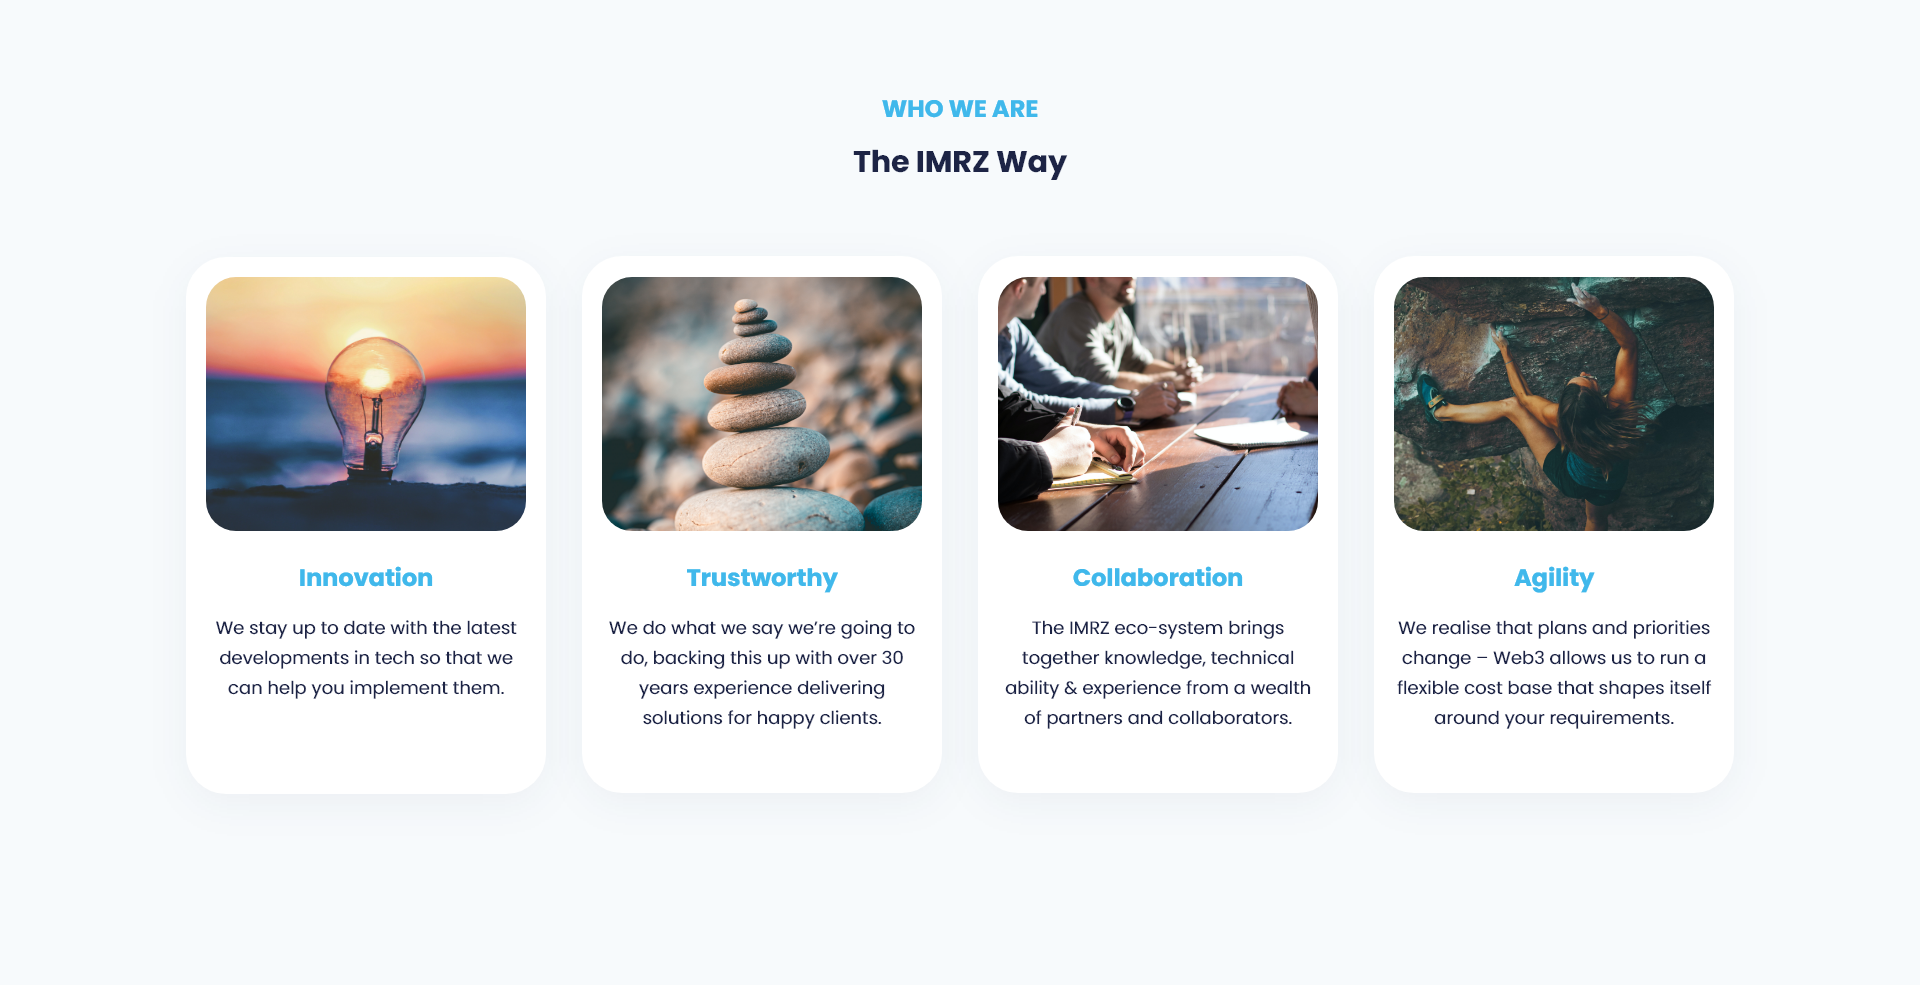 WHO WE ARE
The IMRZ Way
Innovation
We stay up to date with the latest
developments in tech so that we
can help you implement them.
Trustworthy
We do what we say we’re going to
do, backing this up with over 30
years experience delivering
solutions for happy clients.
Collaboration
The IMRZ eco-system brings
together knowledge, technical
ability & experience from a wealth
of partners and collaborators.
Agility
We realise that plans and priorities
change – Web3 allows us to run a
flexible cost base that shapes itself
around your requirements.